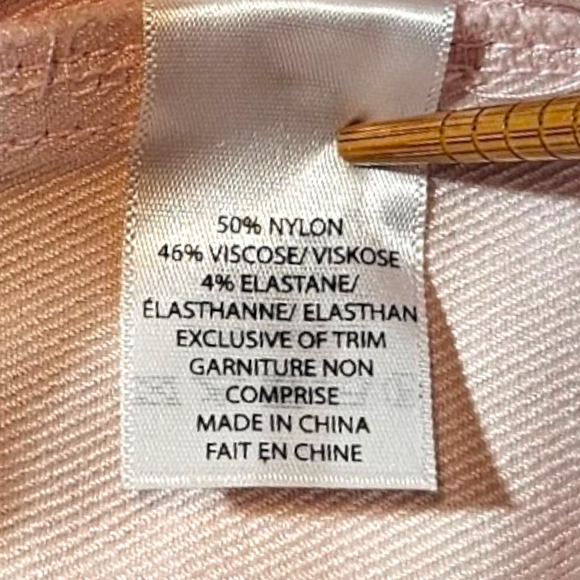 50% NYLON
46% VISCOSE/ VISKOSE
4% ELASTANE/
ÉLASTHANNE/ ELASTHAN
EXCLUSIVE OF TRIM
GARNITURE NON
COMPRISE
MADE IN CHINA
FAIT EN CHINE